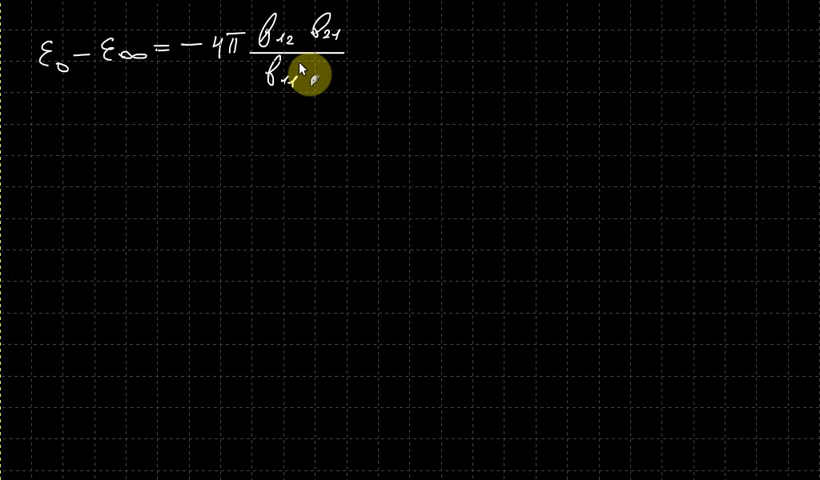 ε₀ − ε∞ = − 4π b₁₂ b₂₁ / b₁₁